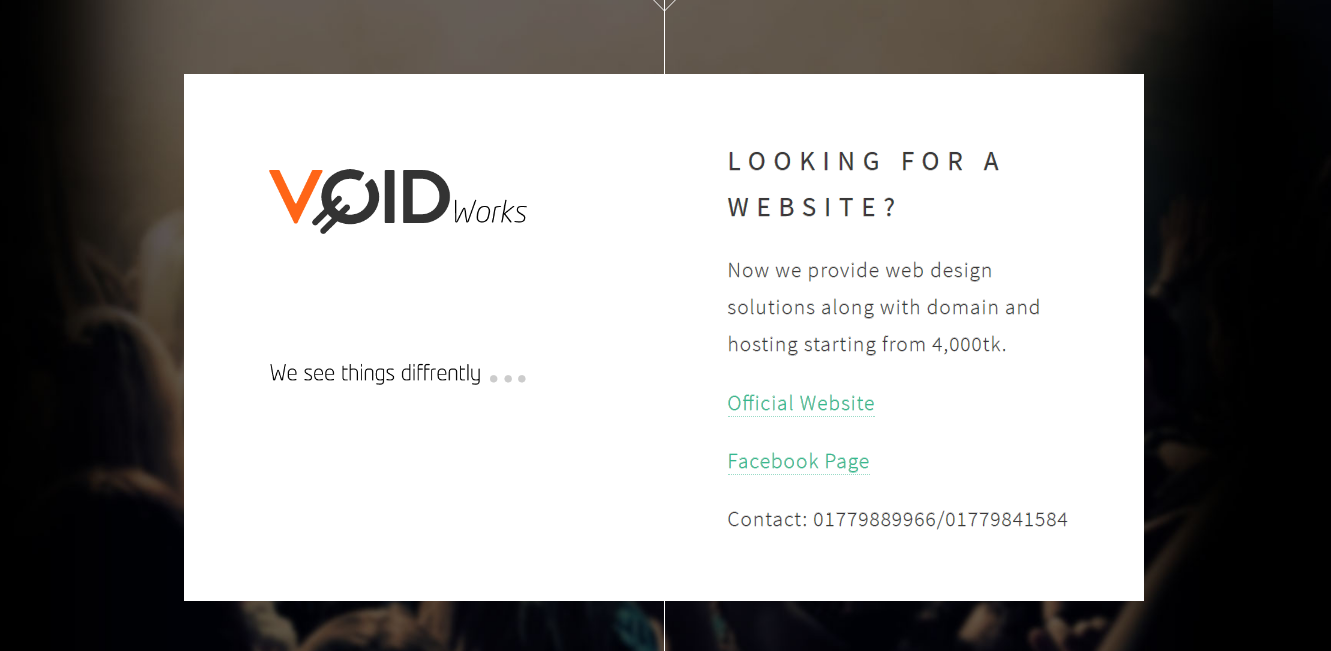 VOID Works
We see things diffrently ...
LOOKING FOR A
WEBSITE?
Now we provide web design
solutions along with domain and
hosting starting from 4,000tk.
Official Website
Facebook Page
Contact: 01779889966/01779841584